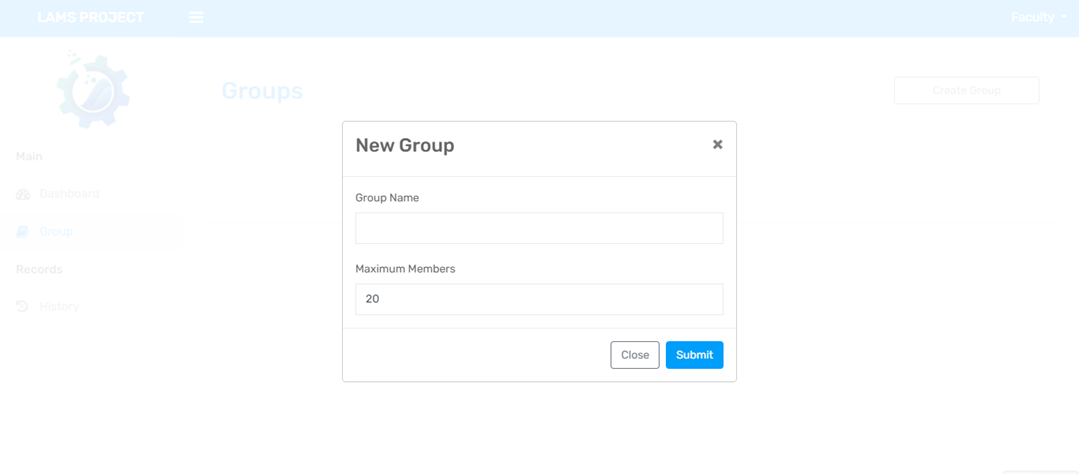 LAMS PROJECT
Faculty
Groups
Create Group
Main
Dashboard
Group
Records
History
New Group
×
Group Name
Maximum Members
20
Close
Submit